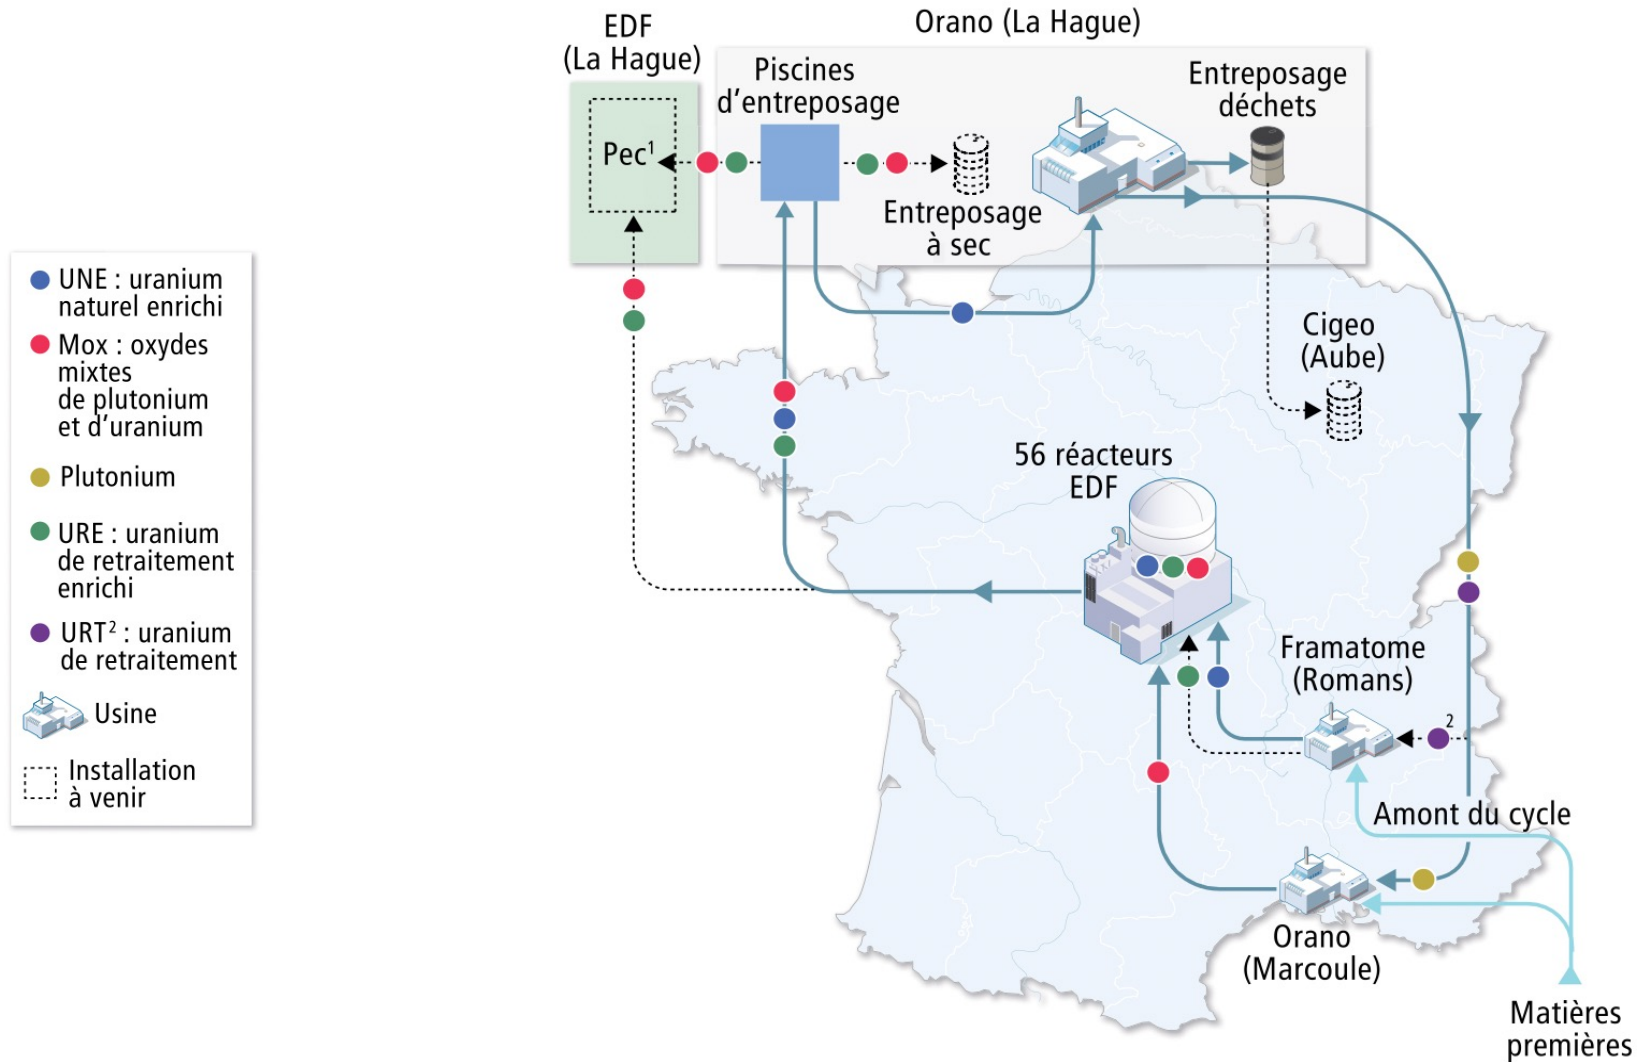 EDF
(La Hague)
Orano (La Hague)
Piscines
d'entreposage
Entreposage
déchets
Pec¹
Entreposage
à sec
UNE : uranium
naturel enrichi
Mox : oxydes
mixtes
de plutonium
et d'uranium
Plutonium
URE : uranium
de retraitement
enrichi
URT² : uranium
de retraitement
Usine
Installation
à venir
Cigeo
(Aube)
56 réacteurs
EDF
Framatome
(Romans)
2
Amont du cycle
Orano
(Marcoule)
Matières
premières